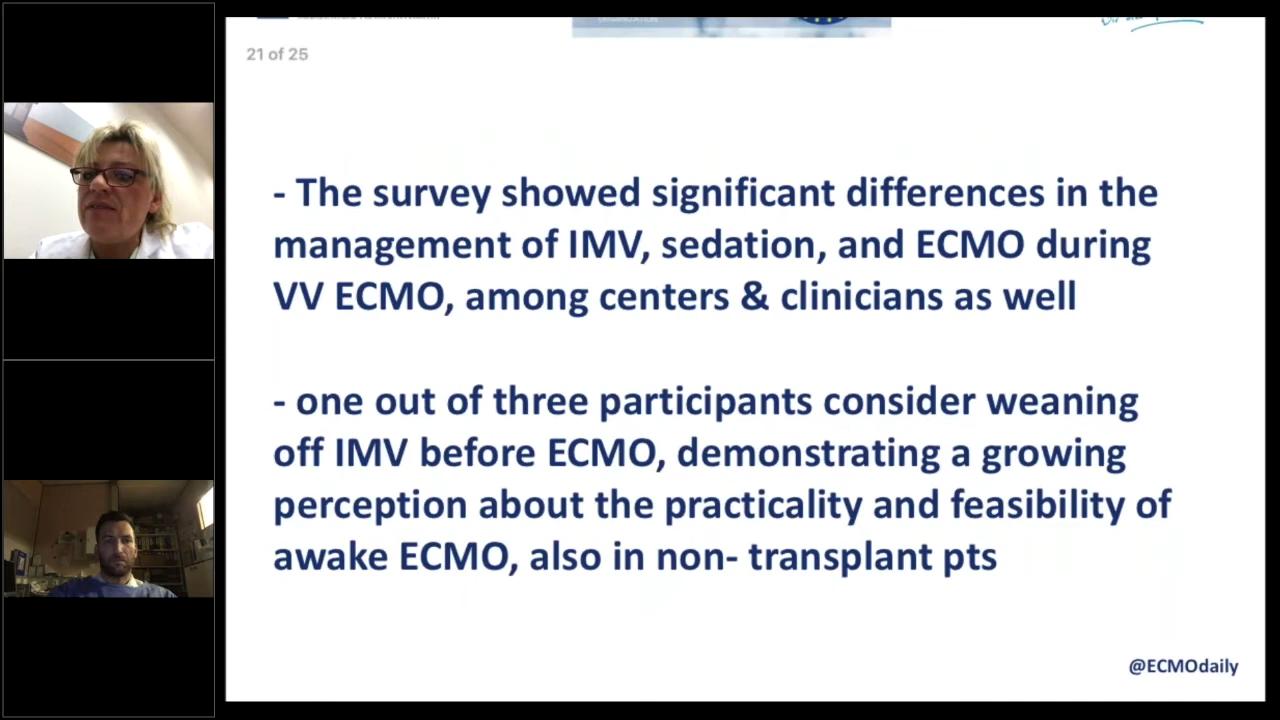 21 of 25
- The survey showed significant differences in the
management of IMV, sedation, and ECMO during
VV ECMO, among centers & clinicians as well
- one out of three participants consider weaning
off IMV before ECMO, demonstrating a growing
perception about the practicality and feasibility of
awake ECMO, also in non- transplant pts
@ECMOdaily